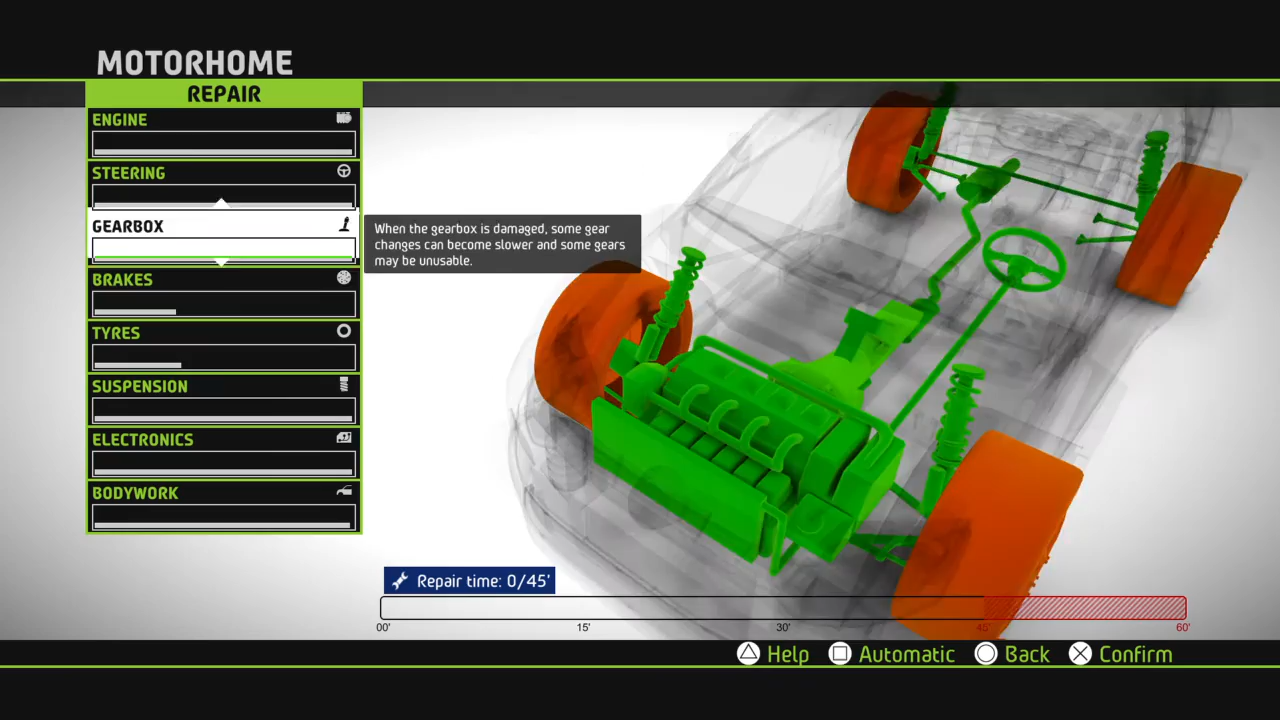 MOTORHOME
REPAIR
ENGINE
STEERING
GEARBOX
When the gearbox is damaged, some gear
changes can become slower and some gears
may be unusable.
BRAKES
TYRES
SUSPENSION
ELECTRONICS
BODYWORK
Repair time: 0/45'
00' 15' 30' 45' 60'
Help Automatic Back Confirm